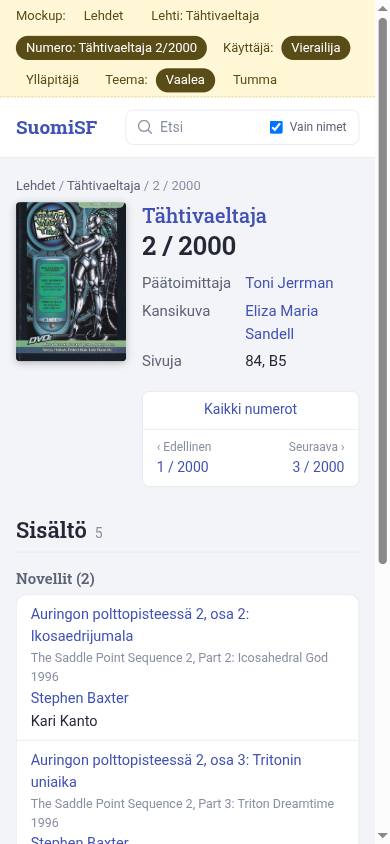 Mockup: Lehdet Lehti: Tähtivaeltaja
Numero: Tähtivaeltaja 2/2000 Käyttäjä: Vierailija
Ylläpitäjä Teema: Vaalea Tumma
SuomiSF Etsi Vain nimet
Lehdet / Tähtivaeltaja / 2 / 2000
Tähtivaeltaja
2 / 2000
Päätoimittaja Toni Jerrman
Kansikuva Eliza Maria
Sandell
Sivuja 84, B5
Kaikki numerot
‹ Edellinen Seuraava ›
1 / 2000 3 / 2000
Sisältö 5
Novellit (2)
Auringon polttopisteessä 2, osa 2:
Ikosaedrijumala
The Saddle Point Sequence 2, Part 2: Icosahedral God
1996
Stephen Baxter
Kari Kanto
Auringon polttopisteessä 2, osa 3: Tritonin
uniaika
The Saddle Point Sequence 2, Part 3: Triton Dreamtime
1996
Stephen Baxter